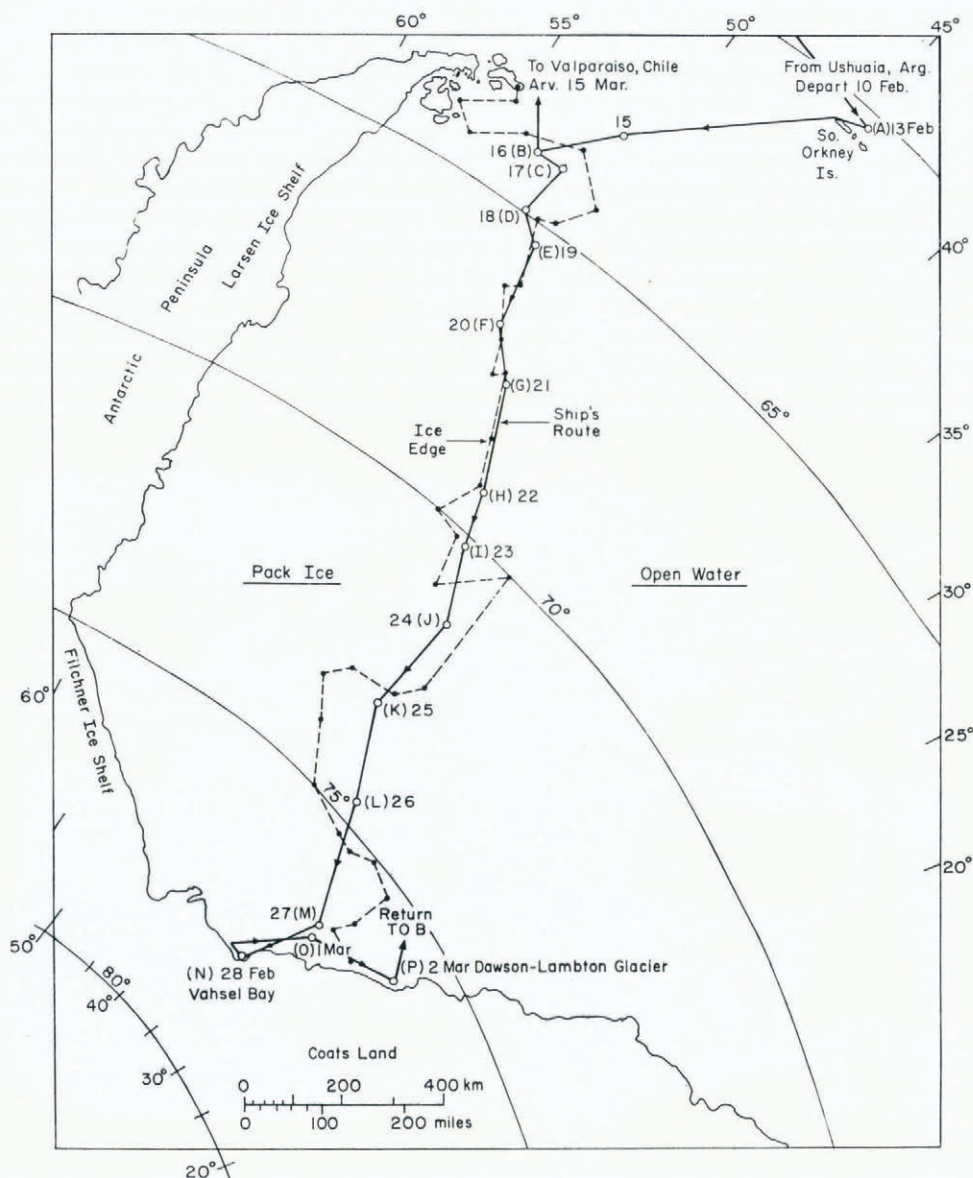 60°
55°
50°
45°
To Valparaiso, Chile
Arv. 15 Mar.
From Ushuaia, Arg.
Depart 10 Feb.
15
(A)13Feb
So.
Orkney
Is.
16(B)
17(C)
18(D)
(E)19
40°
Larsen Ice Shelf
Peninsula
Antarctic
20(F)
(G)21
65°
Ice
Edge
Ship's
Route
35°
(H)22
(I)23
Pack Ice
Open Water
70°
30°
24(J)
Filchner Ice Shelf
60°
(K)25
25°
75°
(L)26
20°
27(M)
Return
TO B
(O)1Mar
50°
(N) 28 Feb
Vahsel Bay
(P)2 Mar Dawson-Lambton Glacier
80°
40°
Coats Land
30°
0 200 400 km
0 100 200 miles
20°